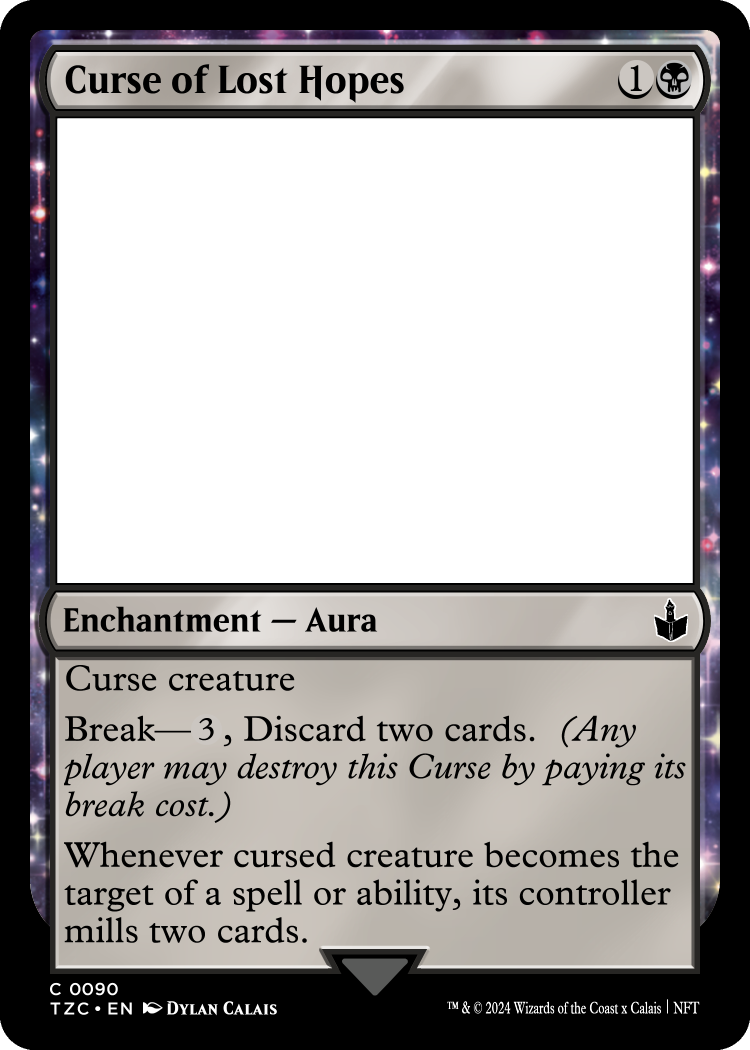 Curse of Lost Hopes 1
Enchantment — Aura
Curse creature
Break—3, Discard two cards. (Any
player may destroy this Curse by paying its
break cost.)
Whenever cursed creature becomes the
target of a spell or ability, its controller
mills two cards.
C 0090
TZC • EN DYLAN CALAIS
™ & © 2024 Wizards of the Coast x Calais | NFT